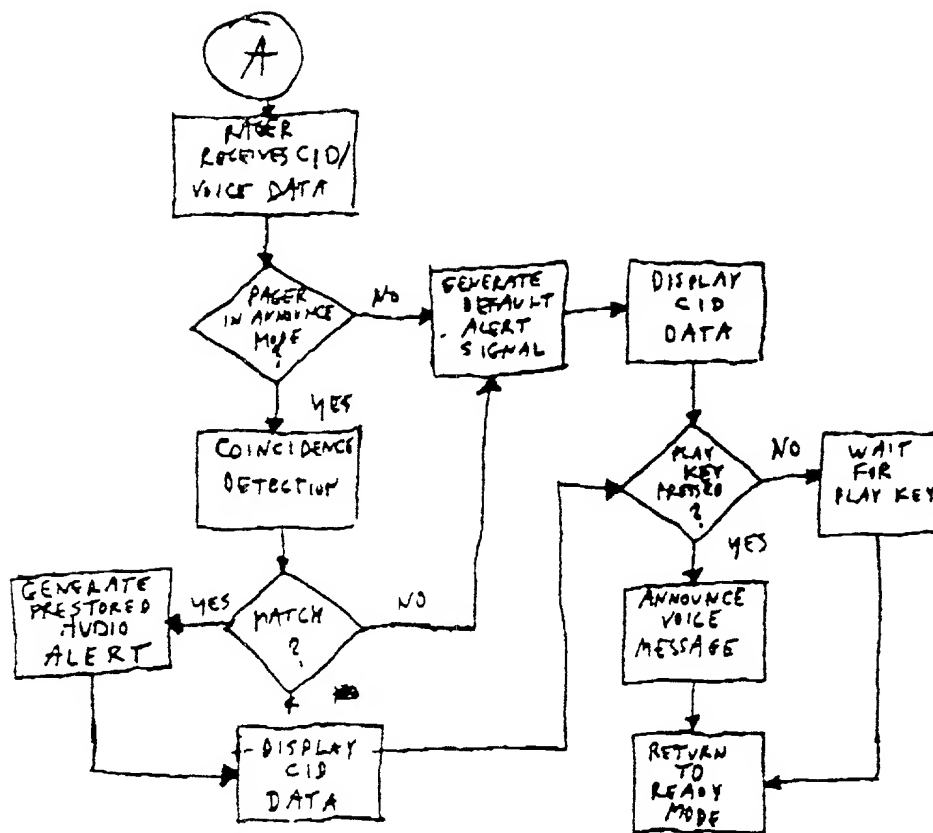 A
PAGER
RECEIVES CID/
VOICE DATA
PAGER
IN ANNOUNCE
MODE
?
NO
GENERATE
DEFAULT
ALERT
SIGNAL
DISPLAY
CID
DATA
YES
COINCIDENCE
DETECTION
PLAY
KEY
PRESSED
?
NO
WAIT
FOR
PLAY KEY
YES
GENERATE
PRESTORED
AUDIO
ALERT
YES
MATCH
?
NO
ANNOUNCE
VOICE
MESSAGE
DISPLAY
CID
DATA
RETURN
TO
READY
MODE